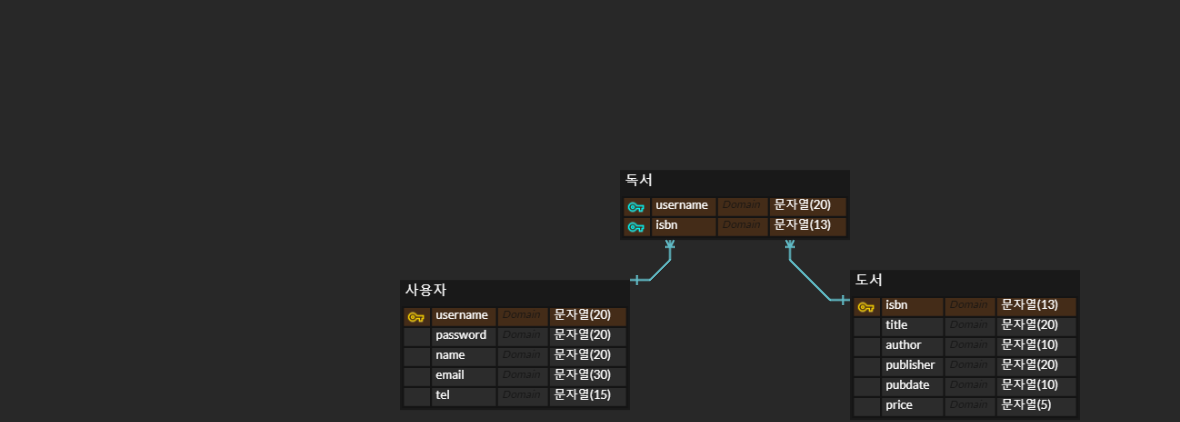 독서
username Domain 문자열(20)
isbn Domain 문자열(13)
사용자
username Domain 문자열(20)
password Domain 문자열(20)
name Domain 문자열(20)
email Domain 문자열(30)
tel Domain 문자열(15)
도서
isbn Domain 문자열(13)
title Domain 문자열(20)
author Domain 문자열(10)
publisher Domain 문자열(20)
pubdate Domain 문자열(10)
price Domain 문자열(5)